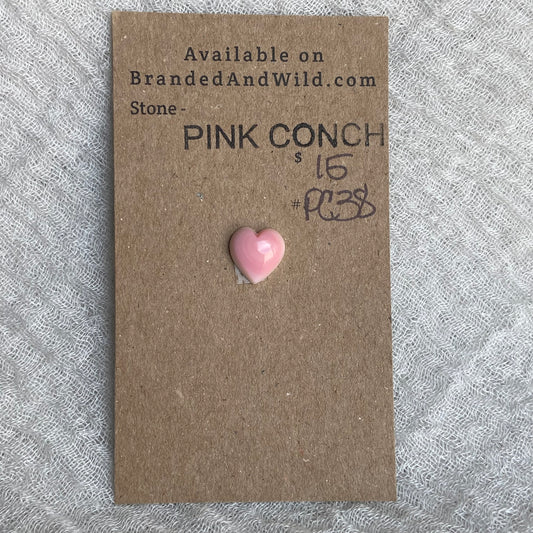 Available on
BrandedAndWild.com
Stone -
PINK CONCH
$ 15
# PC38